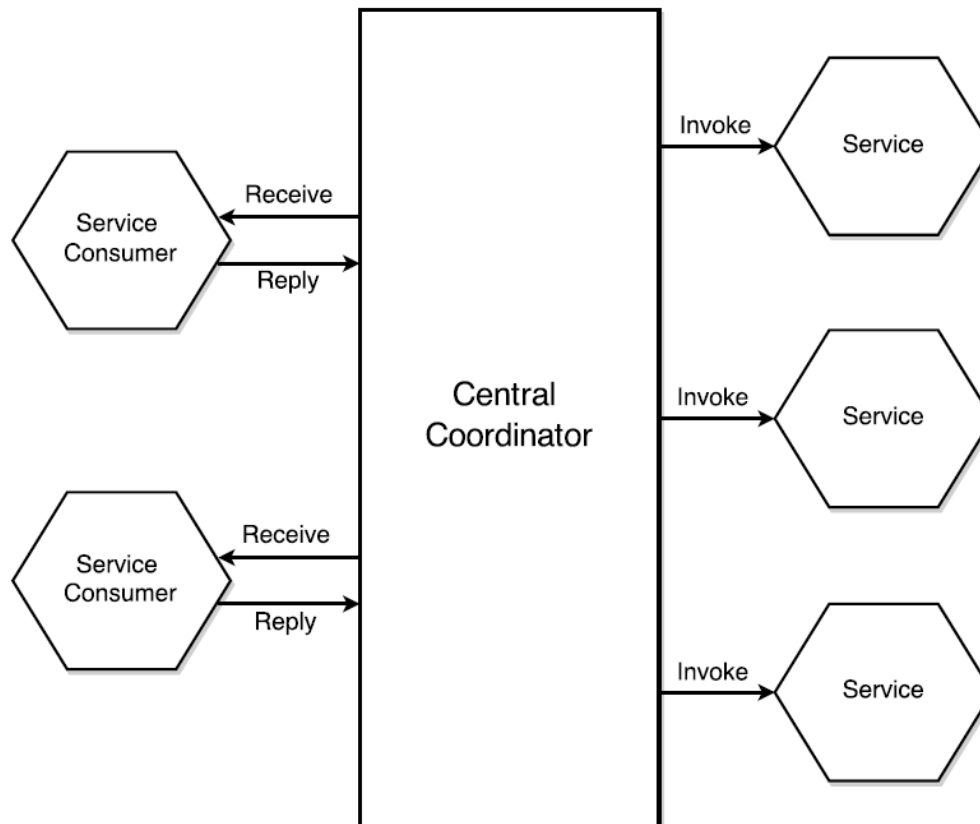 Invoke
Service
Receive
Service
Consumer
Reply
Central
Coordinator
Invoke
Service
Receive
Service
Consumer
Reply
Invoke
Service